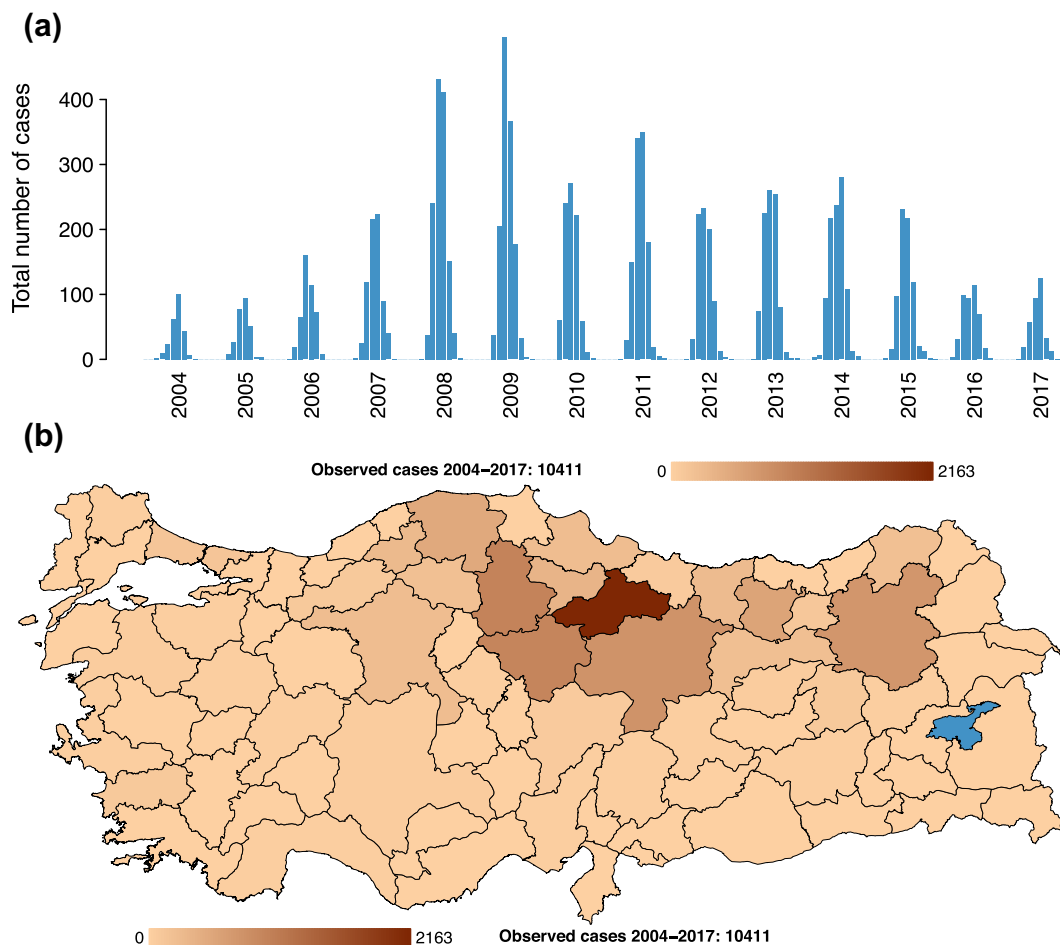 (a)
Total number of cases
400
300
200
100
0
2004 2005 2006 2007 2008 2009 2010 2011 2012 2013 2014 2015 2016 2017
(b)
Observed cases 2004–2017: 10411 0 2163
0 2163 Observed cases 2004–2017: 10411